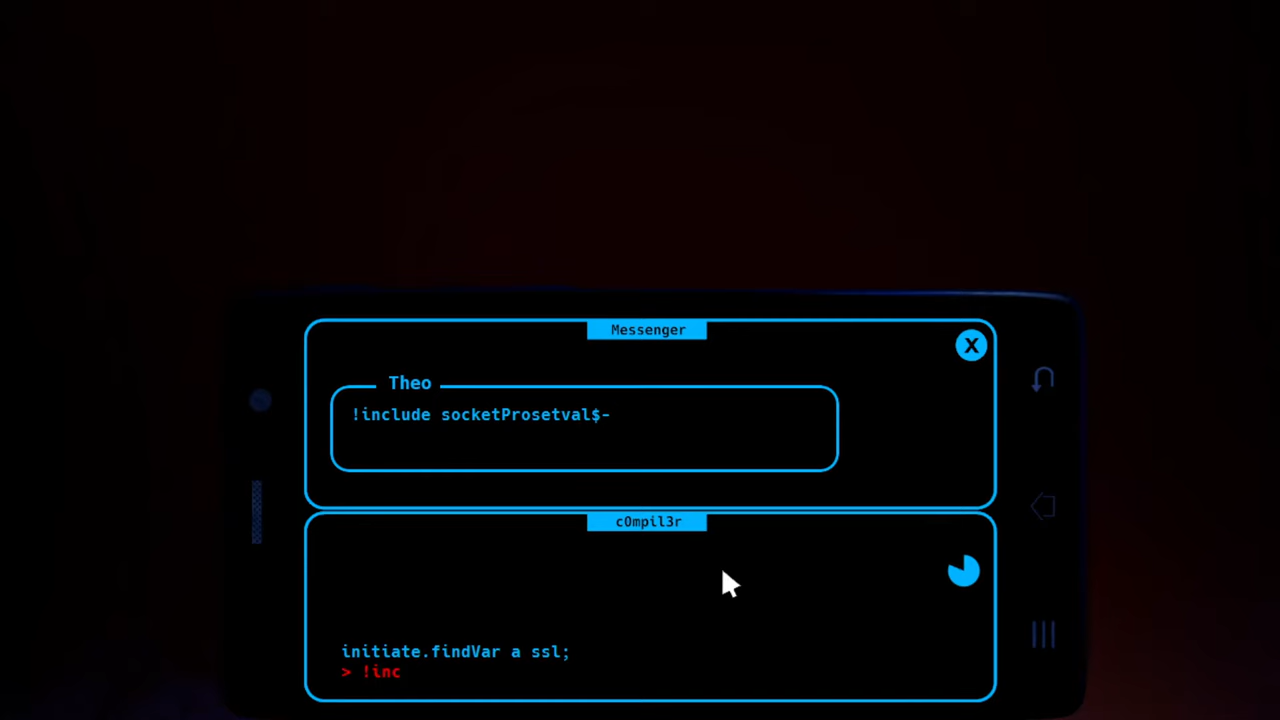 Messenger
X
Theo
!include socketProsetval$-
c0mpil3r
initiate.findVar a ssl;
> !inc